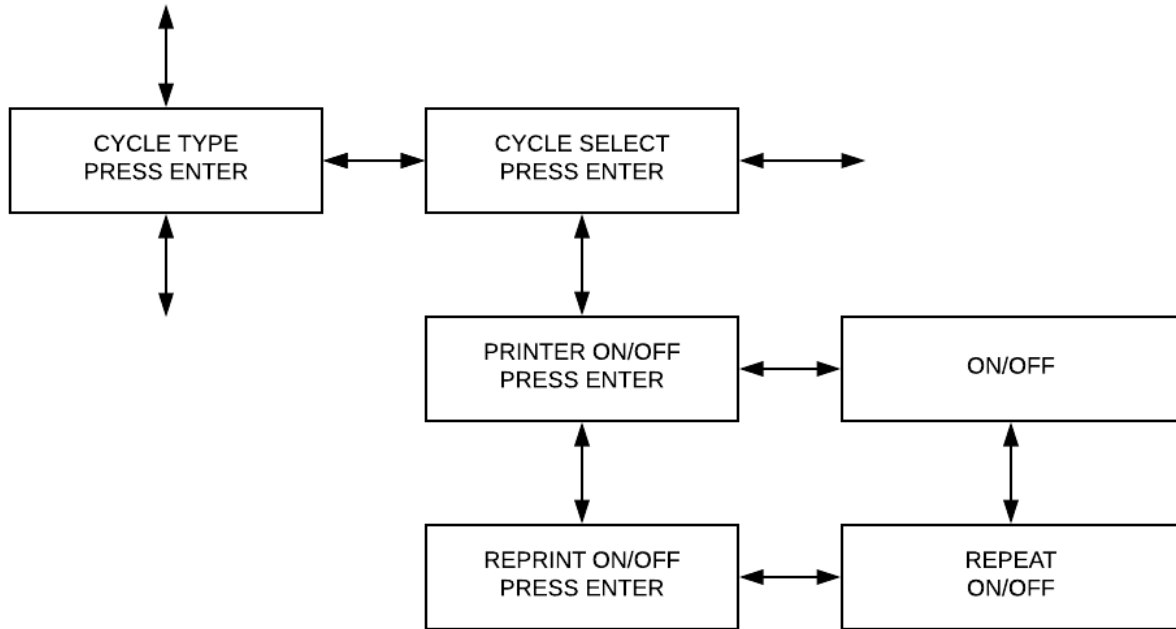 CYCLE TYPE
PRESS ENTER
CYCLE SELECT
PRESS ENTER
PRINTER ON/OFF
PRESS ENTER
ON/OFF
REPRINT ON/OFF
PRESS ENTER
REPEAT
ON/OFF